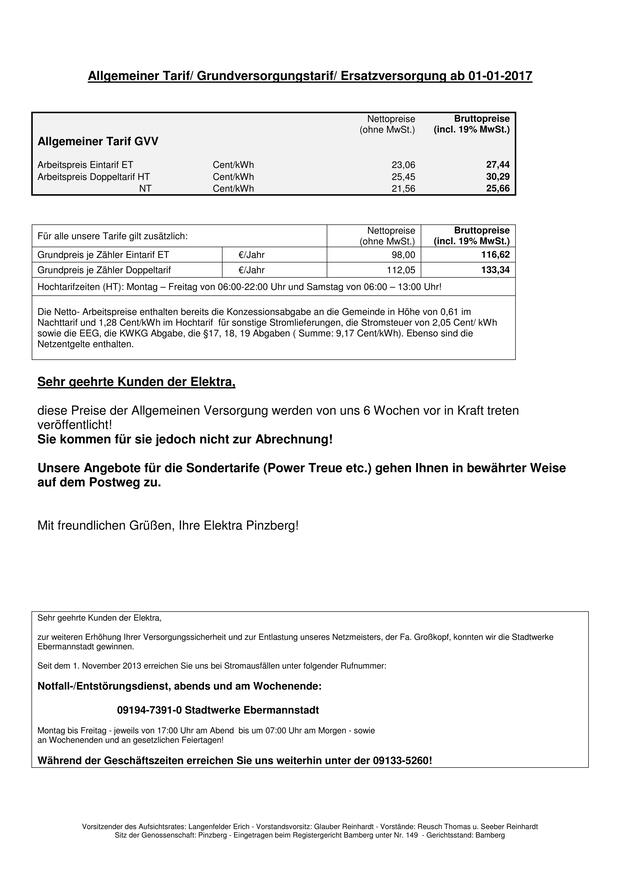 Allgemeiner Tarif/ Grundversorgungstarif/ Ersatzversorgung ab 01-01-2017
Nettopreise Bruttopreise
(ohne MwSt.) (incl. 19% MwSt.)
Allgemeiner Tarif GVV
Arbeitspreis Eintarif ET Cent/kWh 23,06 27,44
Arbeitspreis Doppeltarif HT Cent/kWh 25,45 30,29
NT Cent/kWh 21,56 25,66
Für alle unsere Tarife gilt zusätzlich: Nettopreise Bruttopreise
(ohne MwSt.) (incl. 19% MwSt.)
Grundpreis je Zähler Eintarif ET €/Jahr 98,00 116,62
Grundpreis je Zähler Doppeltarif €/Jahr 112,05 133,34
Hochtarifzeiten (HT): Montag – Freitag von 06:00-22:00 Uhr und Samstag von 06:00 – 13:00 Uhr!
Die Netto- Arbeitspreise enthalten bereits die Konzessionsabgabe an die Gemeinde in Höhe von 0,61 im
Nachttarif und 1,28 Cent/kWh im Hochtarif für sonstige Stromlieferungen, die Stromsteuer von 2,05 Cent/ kWh
sowie die EEG, die KWKG Abgabe, die §17, 18, 19 Abgaben ( Summe: 9,17 Cent/kWh). Ebenso sind die
Netzentgelte enthalten.
Sehr geehrte Kunden der Elektra,
diese Preise der Allgemeinen Versorgung werden von uns 6 Wochen vor in Kraft treten
veröffentlicht!
Sie kommen für sie jedoch nicht zur Abrechnung!
Unsere Angebote für die Sondertarife (Power Treue etc.) gehen Ihnen in bewährter Weise
auf dem Postweg zu.
Mit freundlichen Grüßen, Ihre Elektra Pinzberg!
Sehr geehrte Kunden der Elektra,
zur weiteren Erhöhung Ihrer Versorgungssicherheit und zur Entlastung unseres Netzmeisters, der Fa. Großkopf, konnten wir die Stadtwerke
Ebermannstadt gewinnen.
Seit dem 1. November 2013 erreichen Sie uns bei Stromausfällen unter folgender Rufnummer:
Notfall-/Entstörungsdienst, abends und am Wochenende:
09194-7391-0 Stadtwerke Ebermannstadt
Montag bis Freitag - jeweils von 17:00 Uhr am Abend bis um 07:00 Uhr am Morgen - sowie
an Wochenenden und an gesetzlichen Feiertagen!
Während der Geschäftszeiten erreichen Sie uns weiterhin unter der 09133-5260!
Vorsitzender des Aufsichtsrates: Langenfelder Erich - Vorstandsvorsitz: Glauber Reinhardt - Vorstände: Reusch Thomas u. Seeber Reinhardt
Sitz der Genossenschaft: Pinzberg - Eingetragen beim Registergericht Bamberg unter Nr. 149 - Gerichtsstand: Bamberg